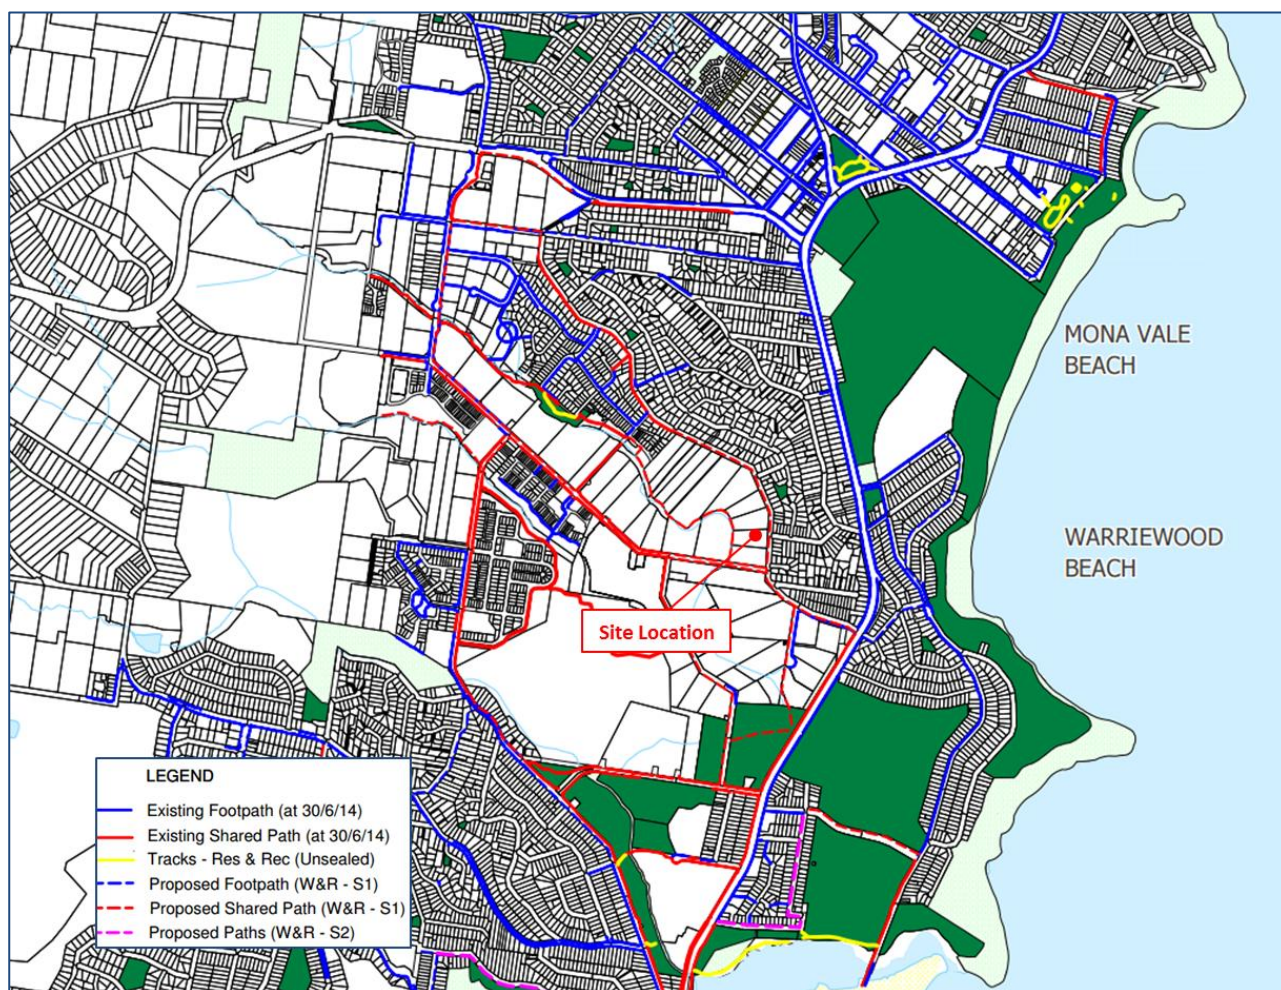 MONA VALE
BEACH
WARRIEWOOD
BEACH
Site Location
LEGEND
Existing Footpath (at 30/6/14)
Existing Shared Path (at 30/6/14)
Tracks - Res & Rec (Unsealed)
Proposed Footpath (W&R - S1)
Proposed Shared Path (W&R - S1)
Proposed Paths (W&R - S2)